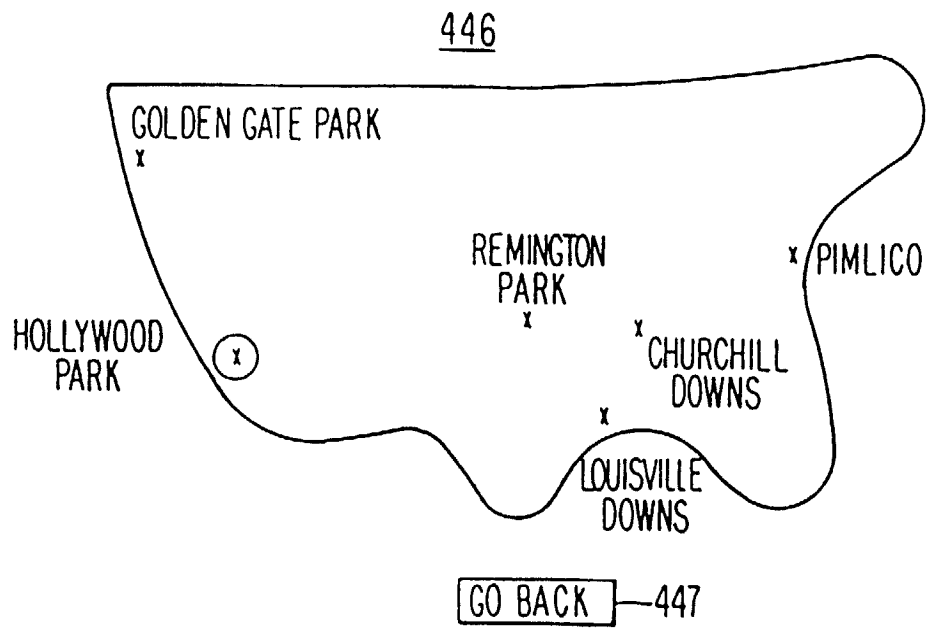 446
GOLDEN GATE PARK
x
REMINGTON
PARK
x
x PIMLICO
HOLLYWOOD
PARK
x
x
CHURCHILL
DOWNS
x
LOUISVILLE
DOWNS
GO BACK 447